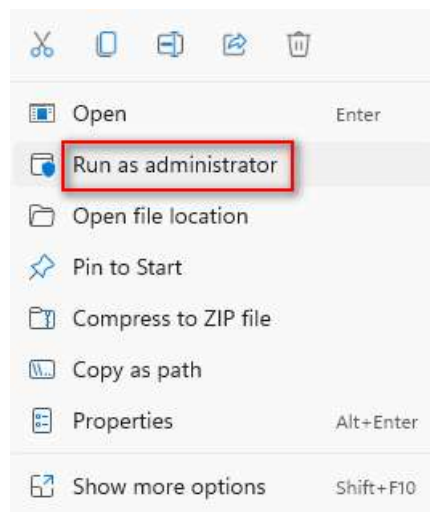 Open Enter
Run as administrator
Open file location
Pin to Start
Compress to ZIP file
Copy as path
Properties Alt+Enter
Show more options Shift+F10